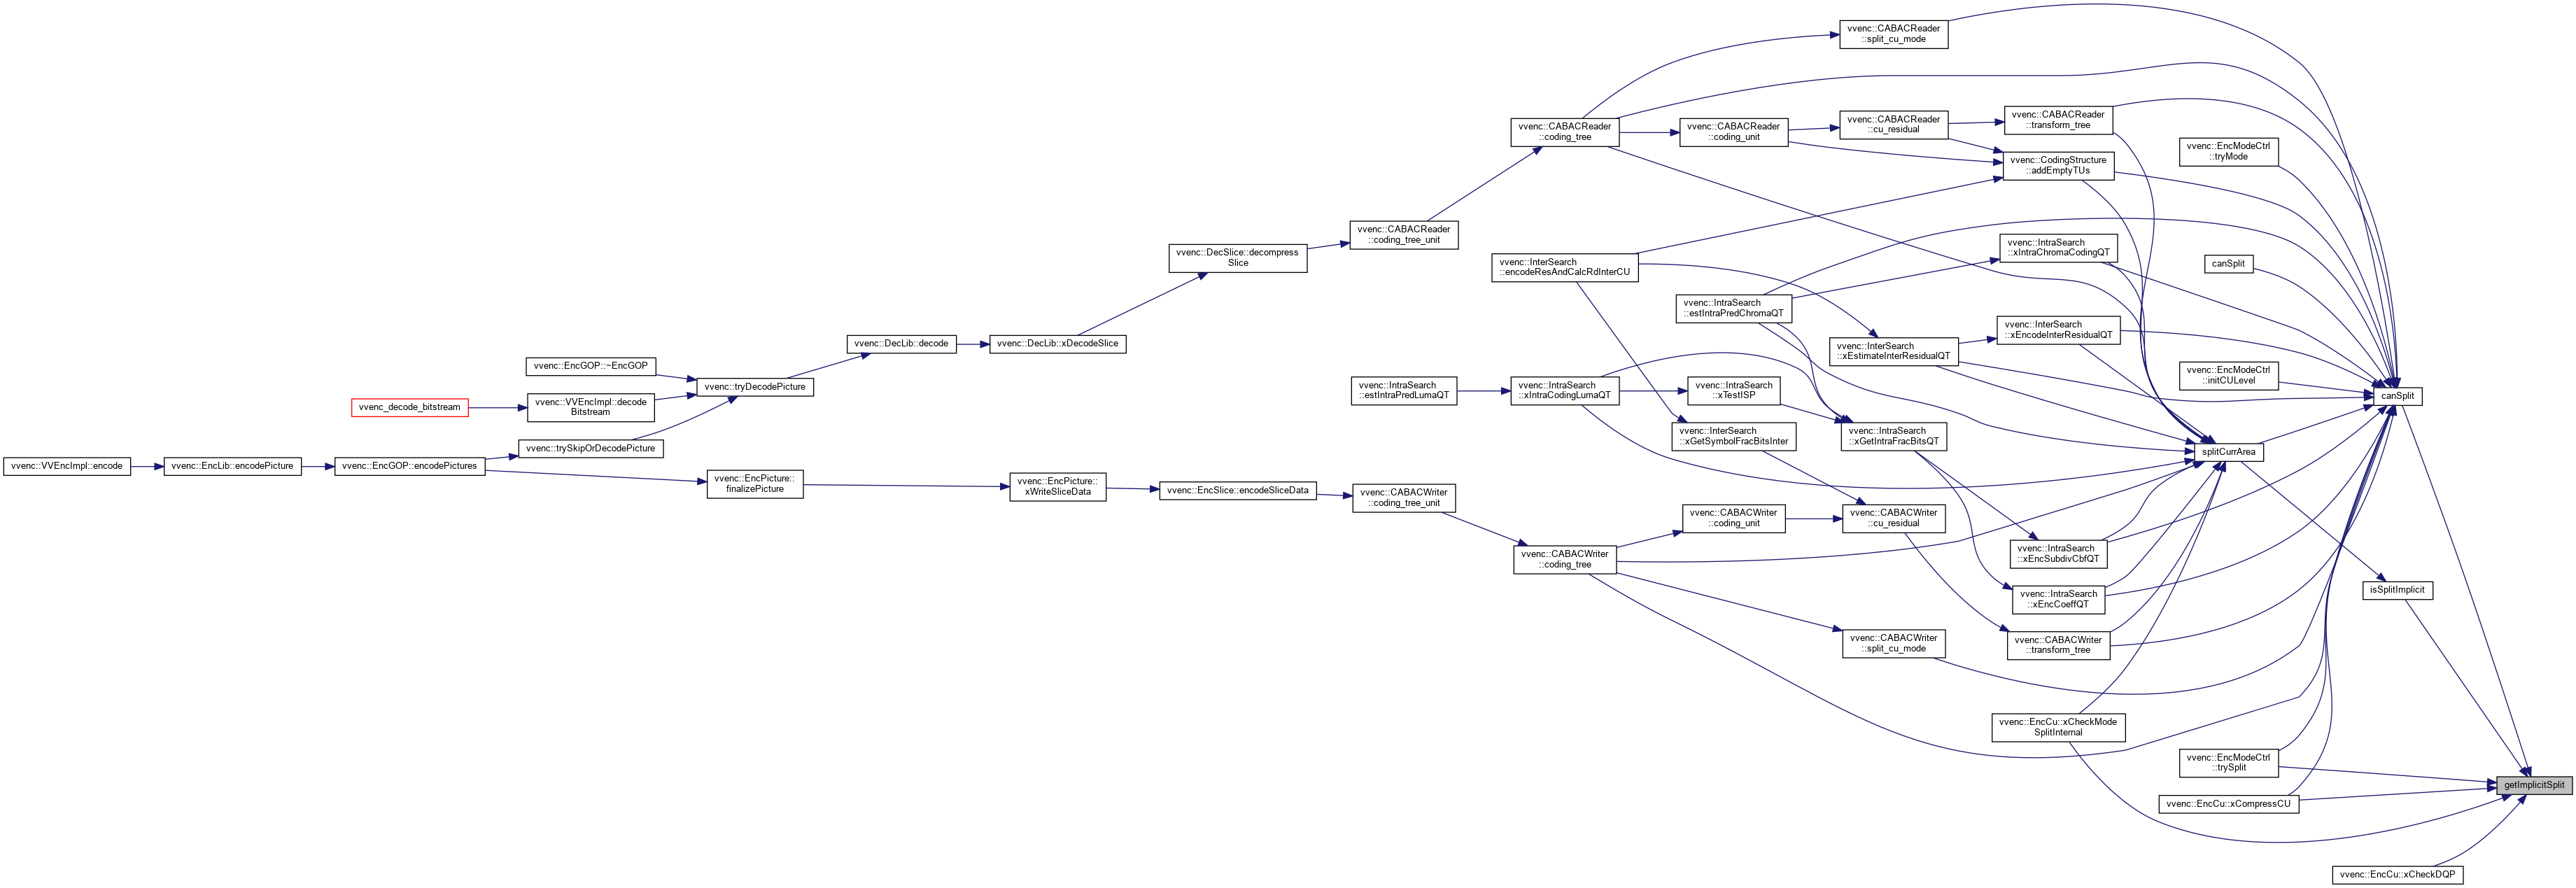 vvenc::CABACReader
::split_cu_mode
vvenc::CABACReader
::coding_tree
vvenc::CABACReader
::coding_unit
vvenc::CABACReader
::cu_residual
vvenc::CABACReader
::transform_tree
vvenc::EncModeCtrl
::tryMode
vvenc::CodingStructure
::addEmptyTUs
vvenc::CABACReader
::coding_tree_unit
vvenc::DecSlice::decompress
Slice
vvenc::InterSearch
::encodeResAndCalcRdInterCU
vvenc::IntraSearch
::xIntraChromaCodingQT
canSplit
vvenc::IntraSearch
::estIntraPredChromaQT
vvenc::InterSearch
::xEncodeInterResidualQT
vvenc::DecLib::decode
vvenc::DecLib::xDecodeSlice
vvenc::InterSearch
::xEstimateInterResidualQT
vvenc::EncGOP::~EncGOP
vvenc::tryDecodePicture
vvenc::EncModeCtrl
::initCULevel
vvenc_decode_bitstream
vvenc::VVEncImpl::decode
Bitstream
vvenc::IntraSearch
::estIntraPredLumaQT
vvenc::IntraSearch
::xIntraCodingLumaQT
vvenc::IntraSearch
::xTestISP
canSplit
vvenc::trySkipOrDecodePicture
vvenc::InterSearch
::xGetSymbolFracBitsInter
vvenc::IntraSearch
::xGetIntraFracBitsQT
splitCurrArea
vvenc::VVEncImpl::encode
vvenc::EncLib::encodePicture
vvenc::EncGOP::encodePictures
vvenc::EncPicture::
finalizePicture
vvenc::EncPicture::
xWriteSliceData
vvenc::EncSlice::encodeSliceData
vvenc::CABACWriter
::coding_tree_unit
vvenc::CABACWriter
::coding_unit
vvenc::CABACWriter
::cu_residual
vvenc::CABACWriter
::coding_tree
vvenc::IntraSearch
::xEncSubdivCbfQT
vvenc::IntraSearch
::xEncCoeffQT
isSplitImplicit
vvenc::CABACWriter
::split_cu_mode
vvenc::CABACWriter
::transform_tree
vvenc::EncCu::xCheckMode
SplitInternal
vvenc::EncModeCtrl
::trySplit
getImplicitSplit
vvenc::EncCu::xCompressCU
vvenc::EncCu::xCheckDQP